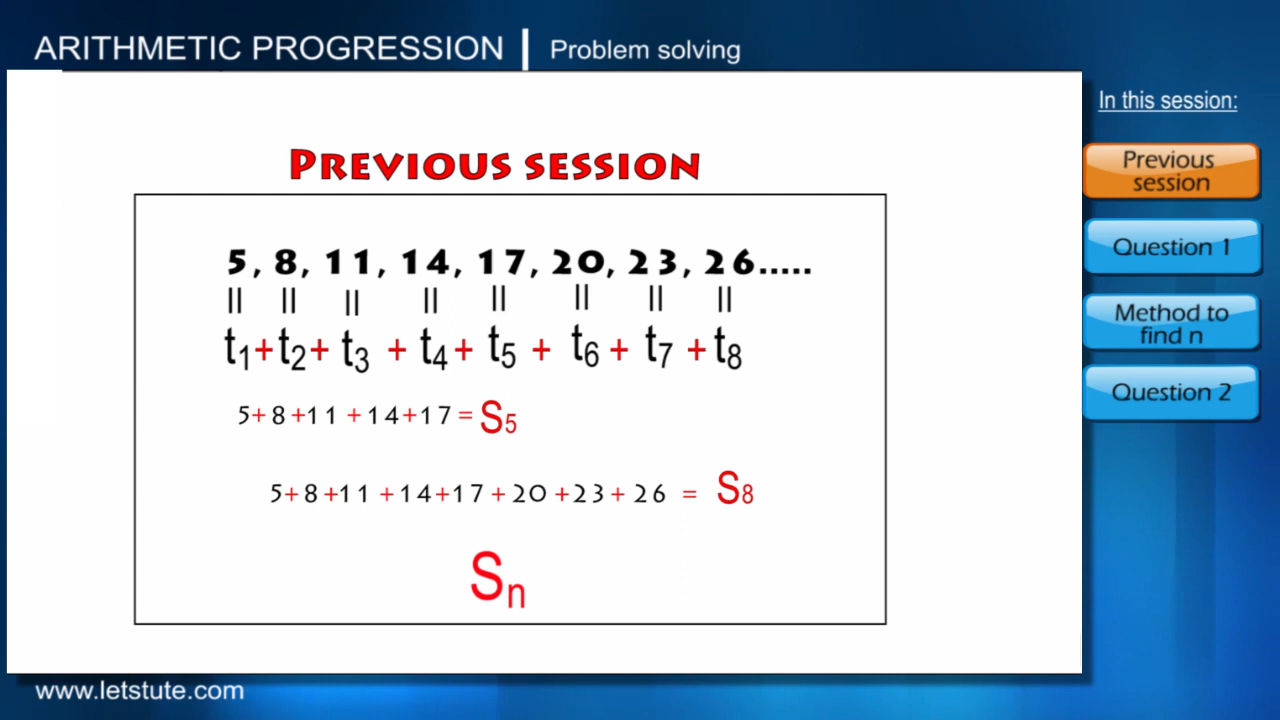 ARITHMETIC PROGRESSION | Problem solving
In this session:
Previous session
Question 1
Method to find n
Question 2
PREVIOUS SESSION
5, 8, 11, 14, 17, 20, 23, 26.....
|| || || || || || || ||
t1+t2+ t3 + t4+ t5 + t6 + t7 +t8
5+8+11+14+17=S5
5+8+11+14+17+20+23+26 = S8
Sn
www.letstute.com